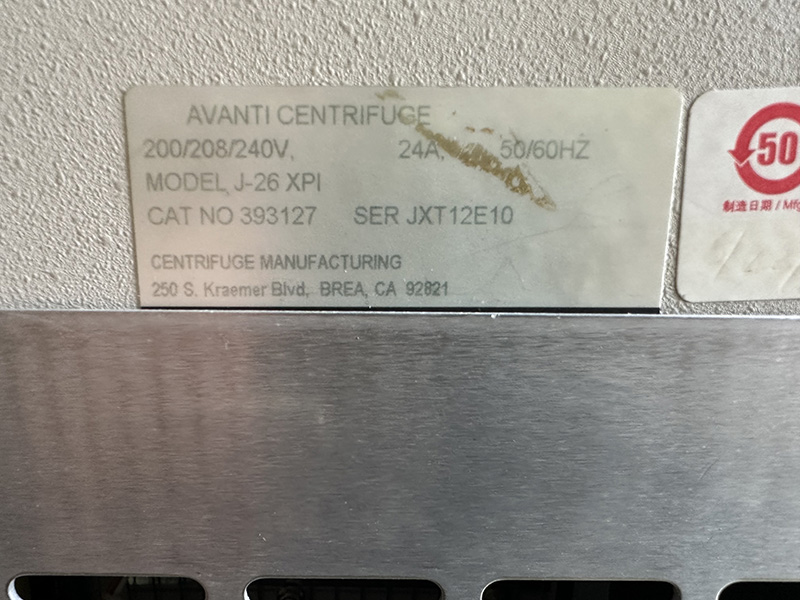 AVANTI CENTRIFUGE
200/208/240V, 24A, 50/60HZ
MODEL J-26 XPI
CAT NO 393127 SER JXT12E10
CENTRIFUGE MANUFACTURING
250 S. Kraemer Blvd, BREA, CA 92821
50
制造日期 / Mfg